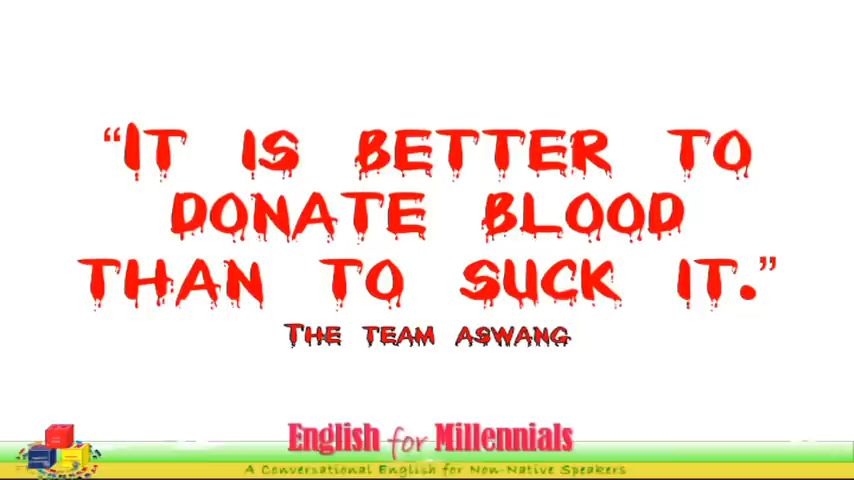 “It is better to
donate blood
than to suck it.”
The team aswang
English for Millennials
A Conversational English for Non-Native Speakers